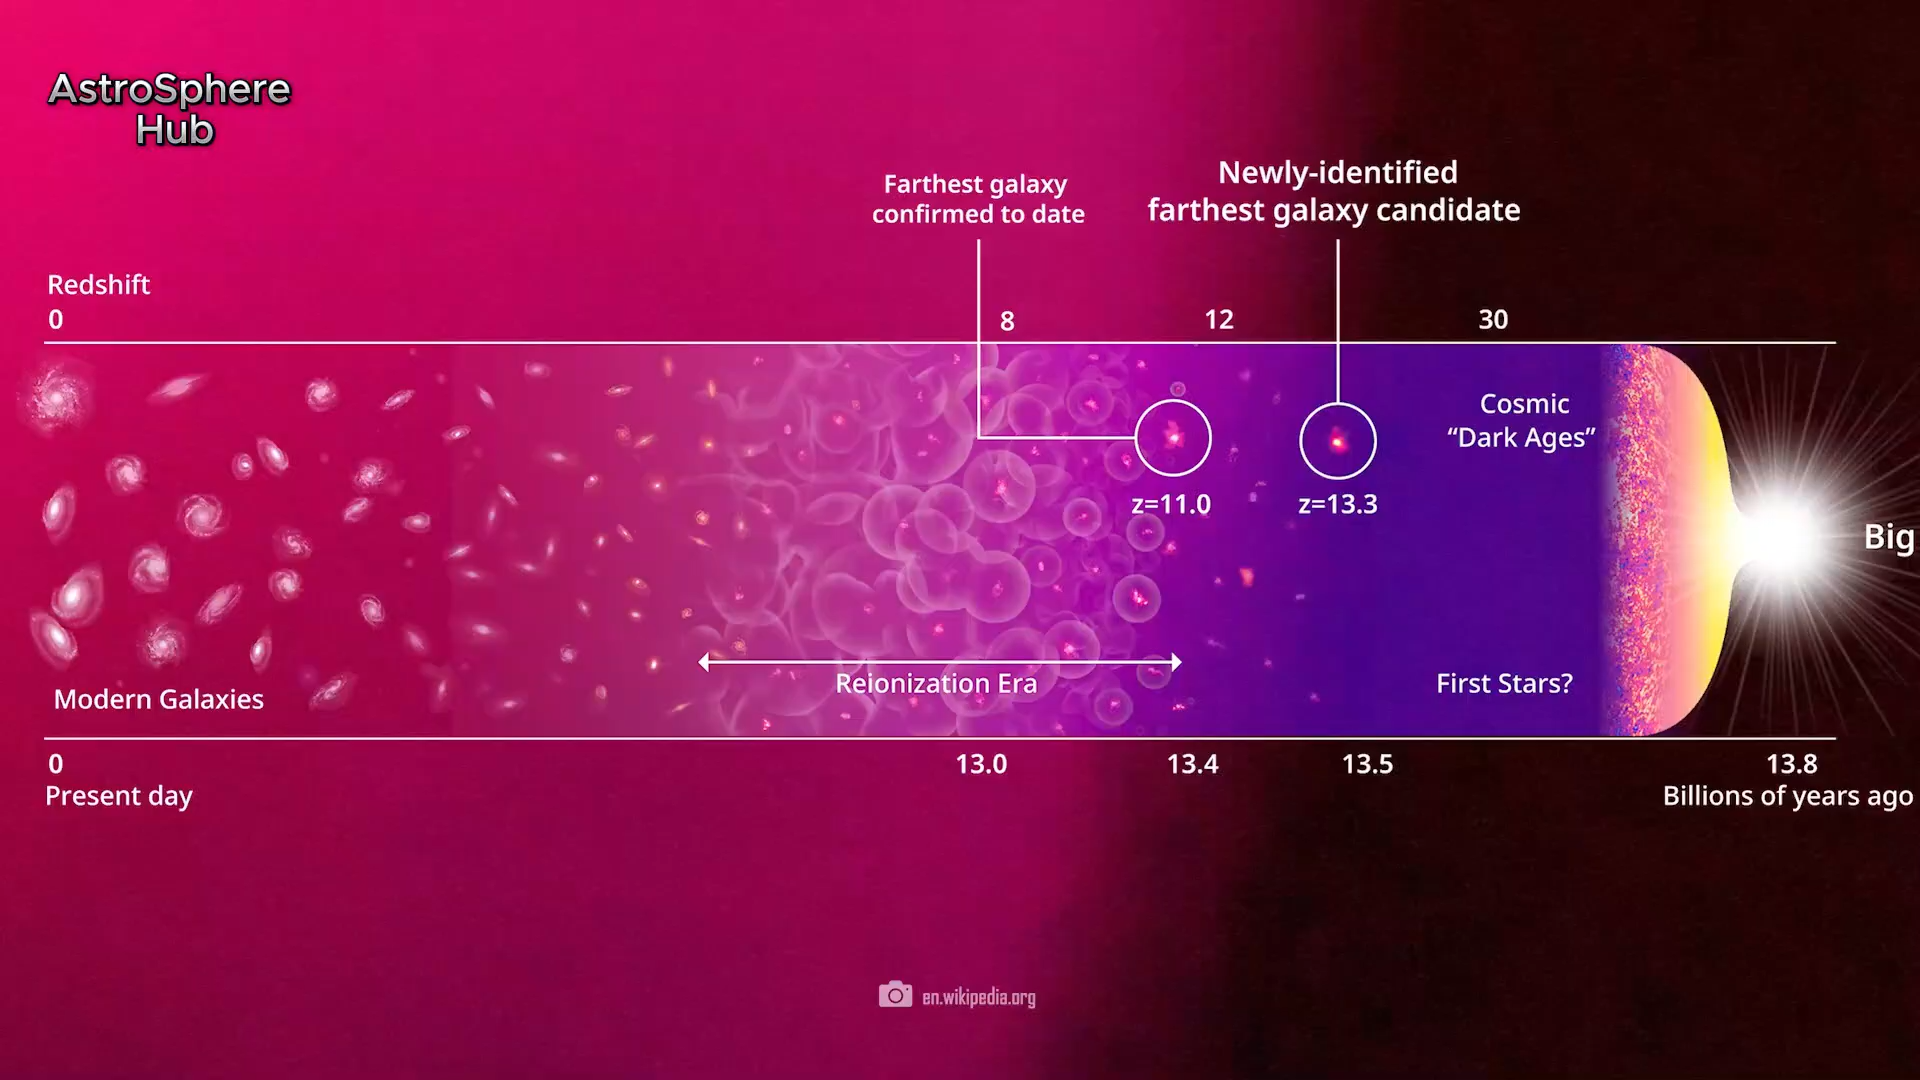 AstroSphere
Hub
Farthest galaxy
confirmed to date
Newly-identified
farthest galaxy candidate
Redshift
0
8
12
30
Cosmic
“Dark Ages”
z=11.0
z=13.3
Big
Reionization Era
First Stars?
Modern Galaxies
0
13.0
13.4
13.5
13.8
Present day
Billions of years ago
en.wikipedia.org